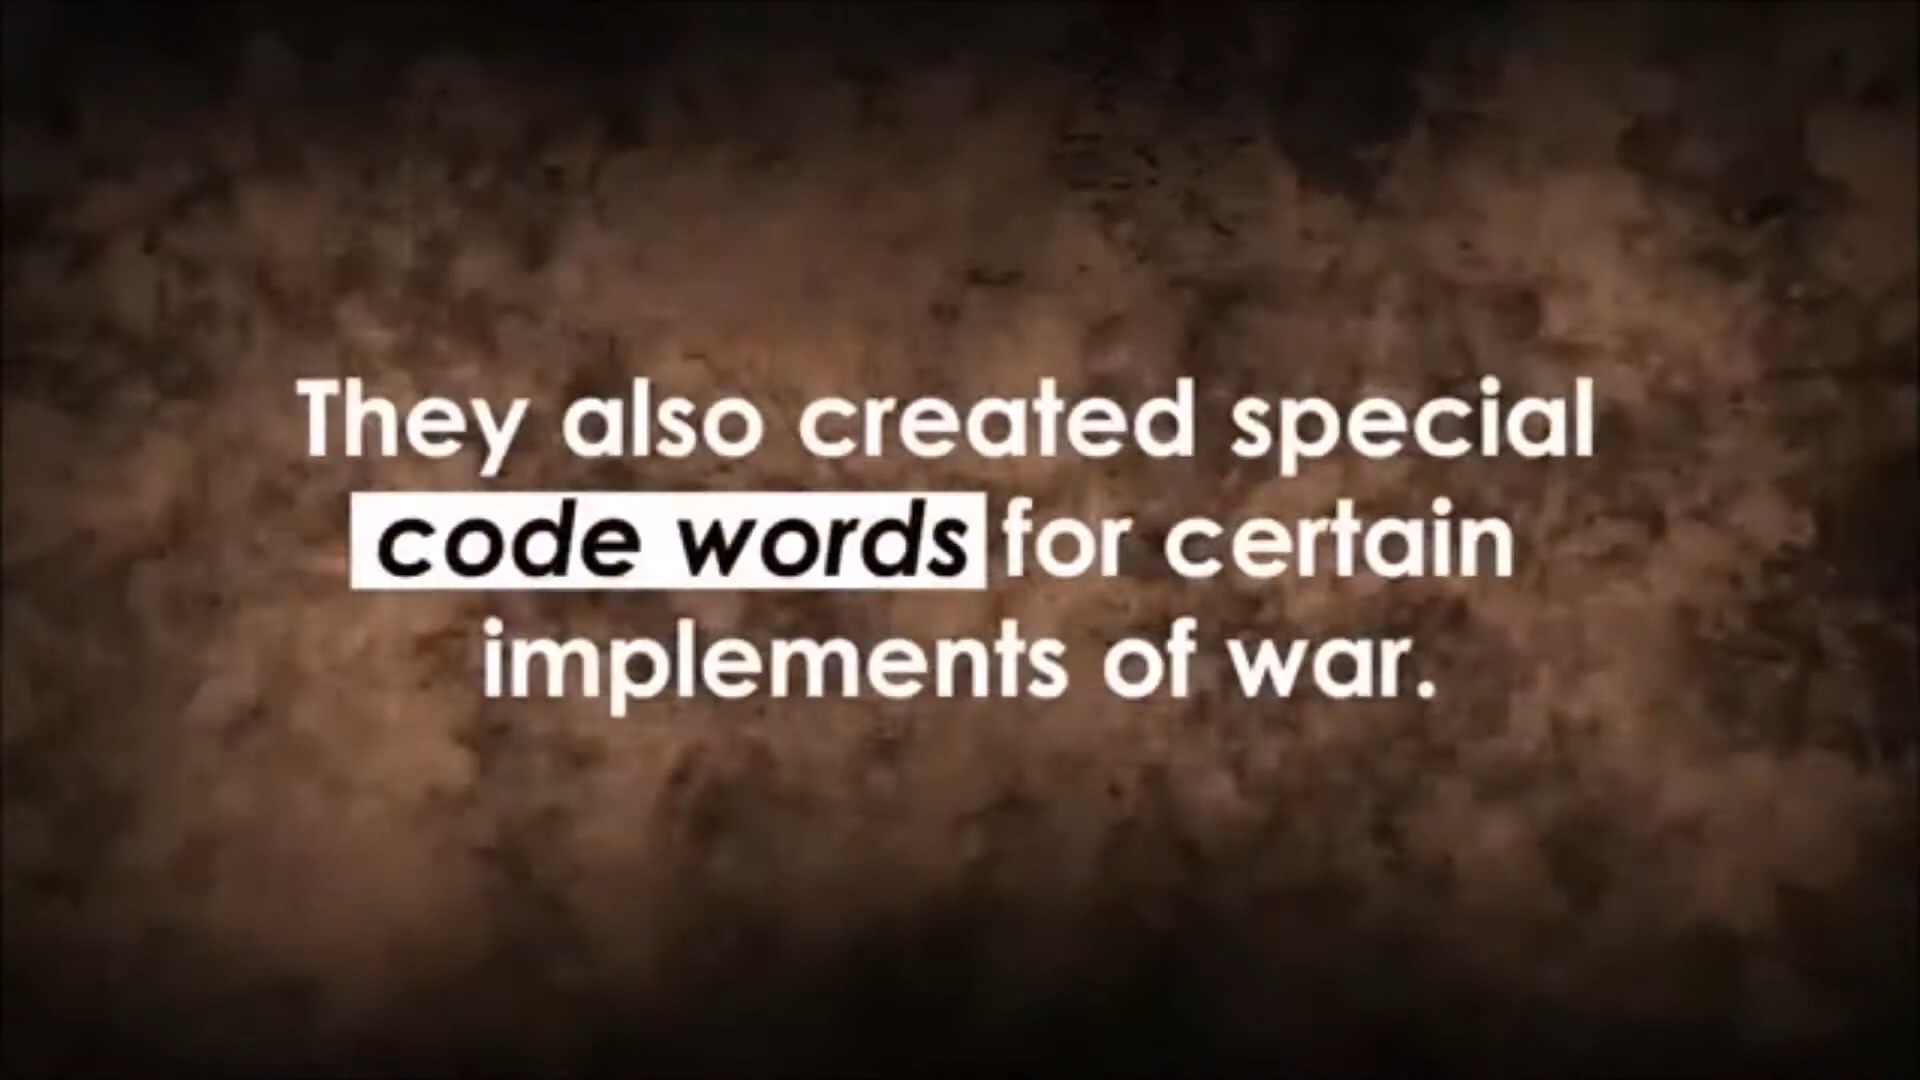 They also created special
code words for certain
implements of war.